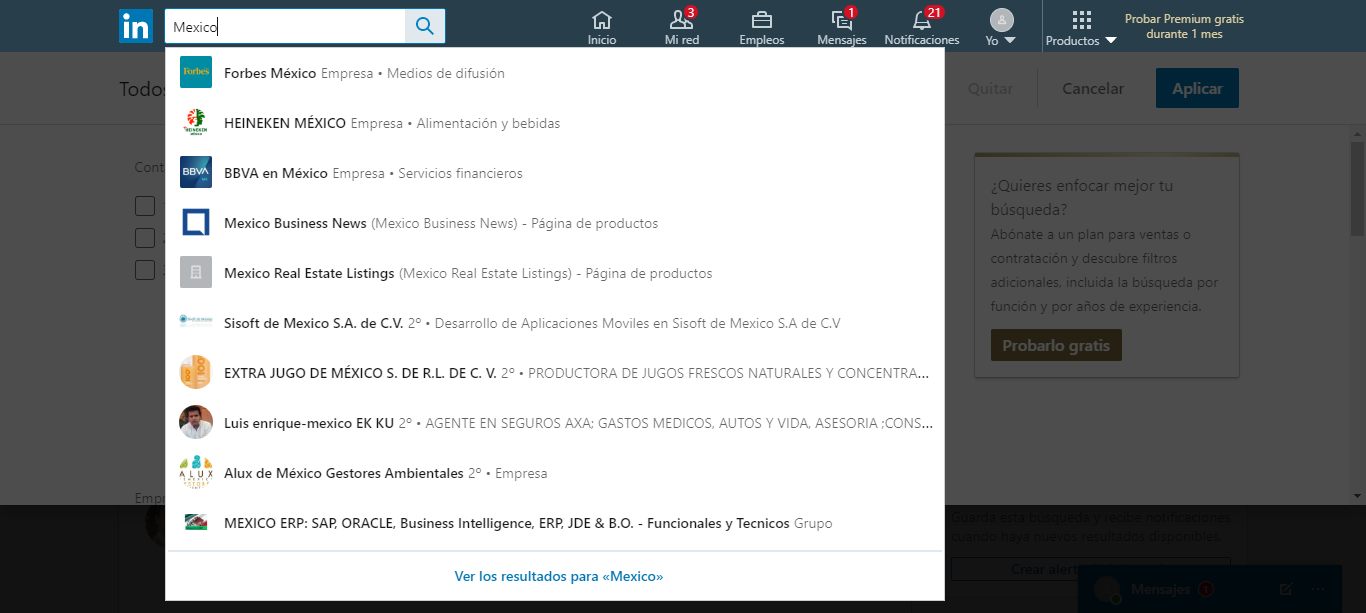 in
Mexico
3
1
21
Inicio
Mi red
Empleos
Mensajes
Notificaciones
Yo
Productos
Probar Premium gratis
durante 1 mes
Todos
Quitar
Cancelar
Aplicar
Forbes
Forbes México Empresa • Medios de difusión
HEINEKEN
MÉXICO
HEINEKEN MÉXICO Empresa • Alimentación y bebidas
BBVA
BBVA en México Empresa • Servicios financieros
Mexico Business News (Mexico Business News) - Página de productos
Mexico Real Estate Listings (Mexico Real Estate Listings) - Página de productos
Sisoft de Mexico S.A. de C.V. 2º • Desarrollo de Aplicaciones Moviles en Sisoft de Mexico S.A de C.V
100
EXTRA JUGO DE MÉXICO S. DE R.L. DE C. V. 2º • PRODUCTORA DE JUGOS FRESCOS NATURALES Y CONCENTRA...
Luis enrique-mexico EK KU 2º • AGENTE EN SEGUROS AXA; GASTOS MEDICOS, AUTOS Y VIDA, ASESORIA ;CONS...
ALUX
Alux de México Gestores Ambientales 2º • Empresa
MEXICO ERP: SAP, ORACLE, Business Intelligence, ERP, JDE & B.O. - Funcionales y Tecnicos Grupo
Ver los resultados para «Mexico»
Cont
Empr
¿Quieres enfocar mejor tu
búsqueda?
Abónate a un plan para ventas o
contratación y descubre filtros
adicionales, incluida la búsqueda por
función y por años de experiencia.
Probarlo gratis
Guarda esta búsqueda y recibe notificaciones
cuando haya nuevos resultados disponibles.
Crear alert
Mensajes 1